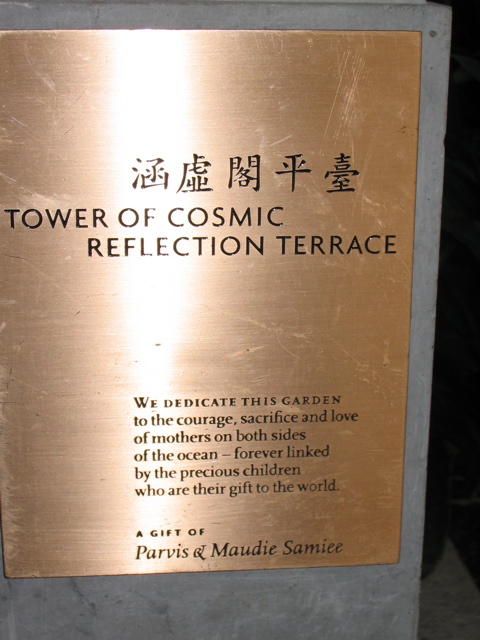 涵虛閣平臺
TOWER OF COSMIC
REFLECTION TERRACE
WE DEDICATE THIS GARDEN
to the courage, sacrifice and love
of mothers on both sides
of the ocean – forever linked
by the precious children
who are their gift to the world.
A GIFT OF
Parvis & Maudie Samiee